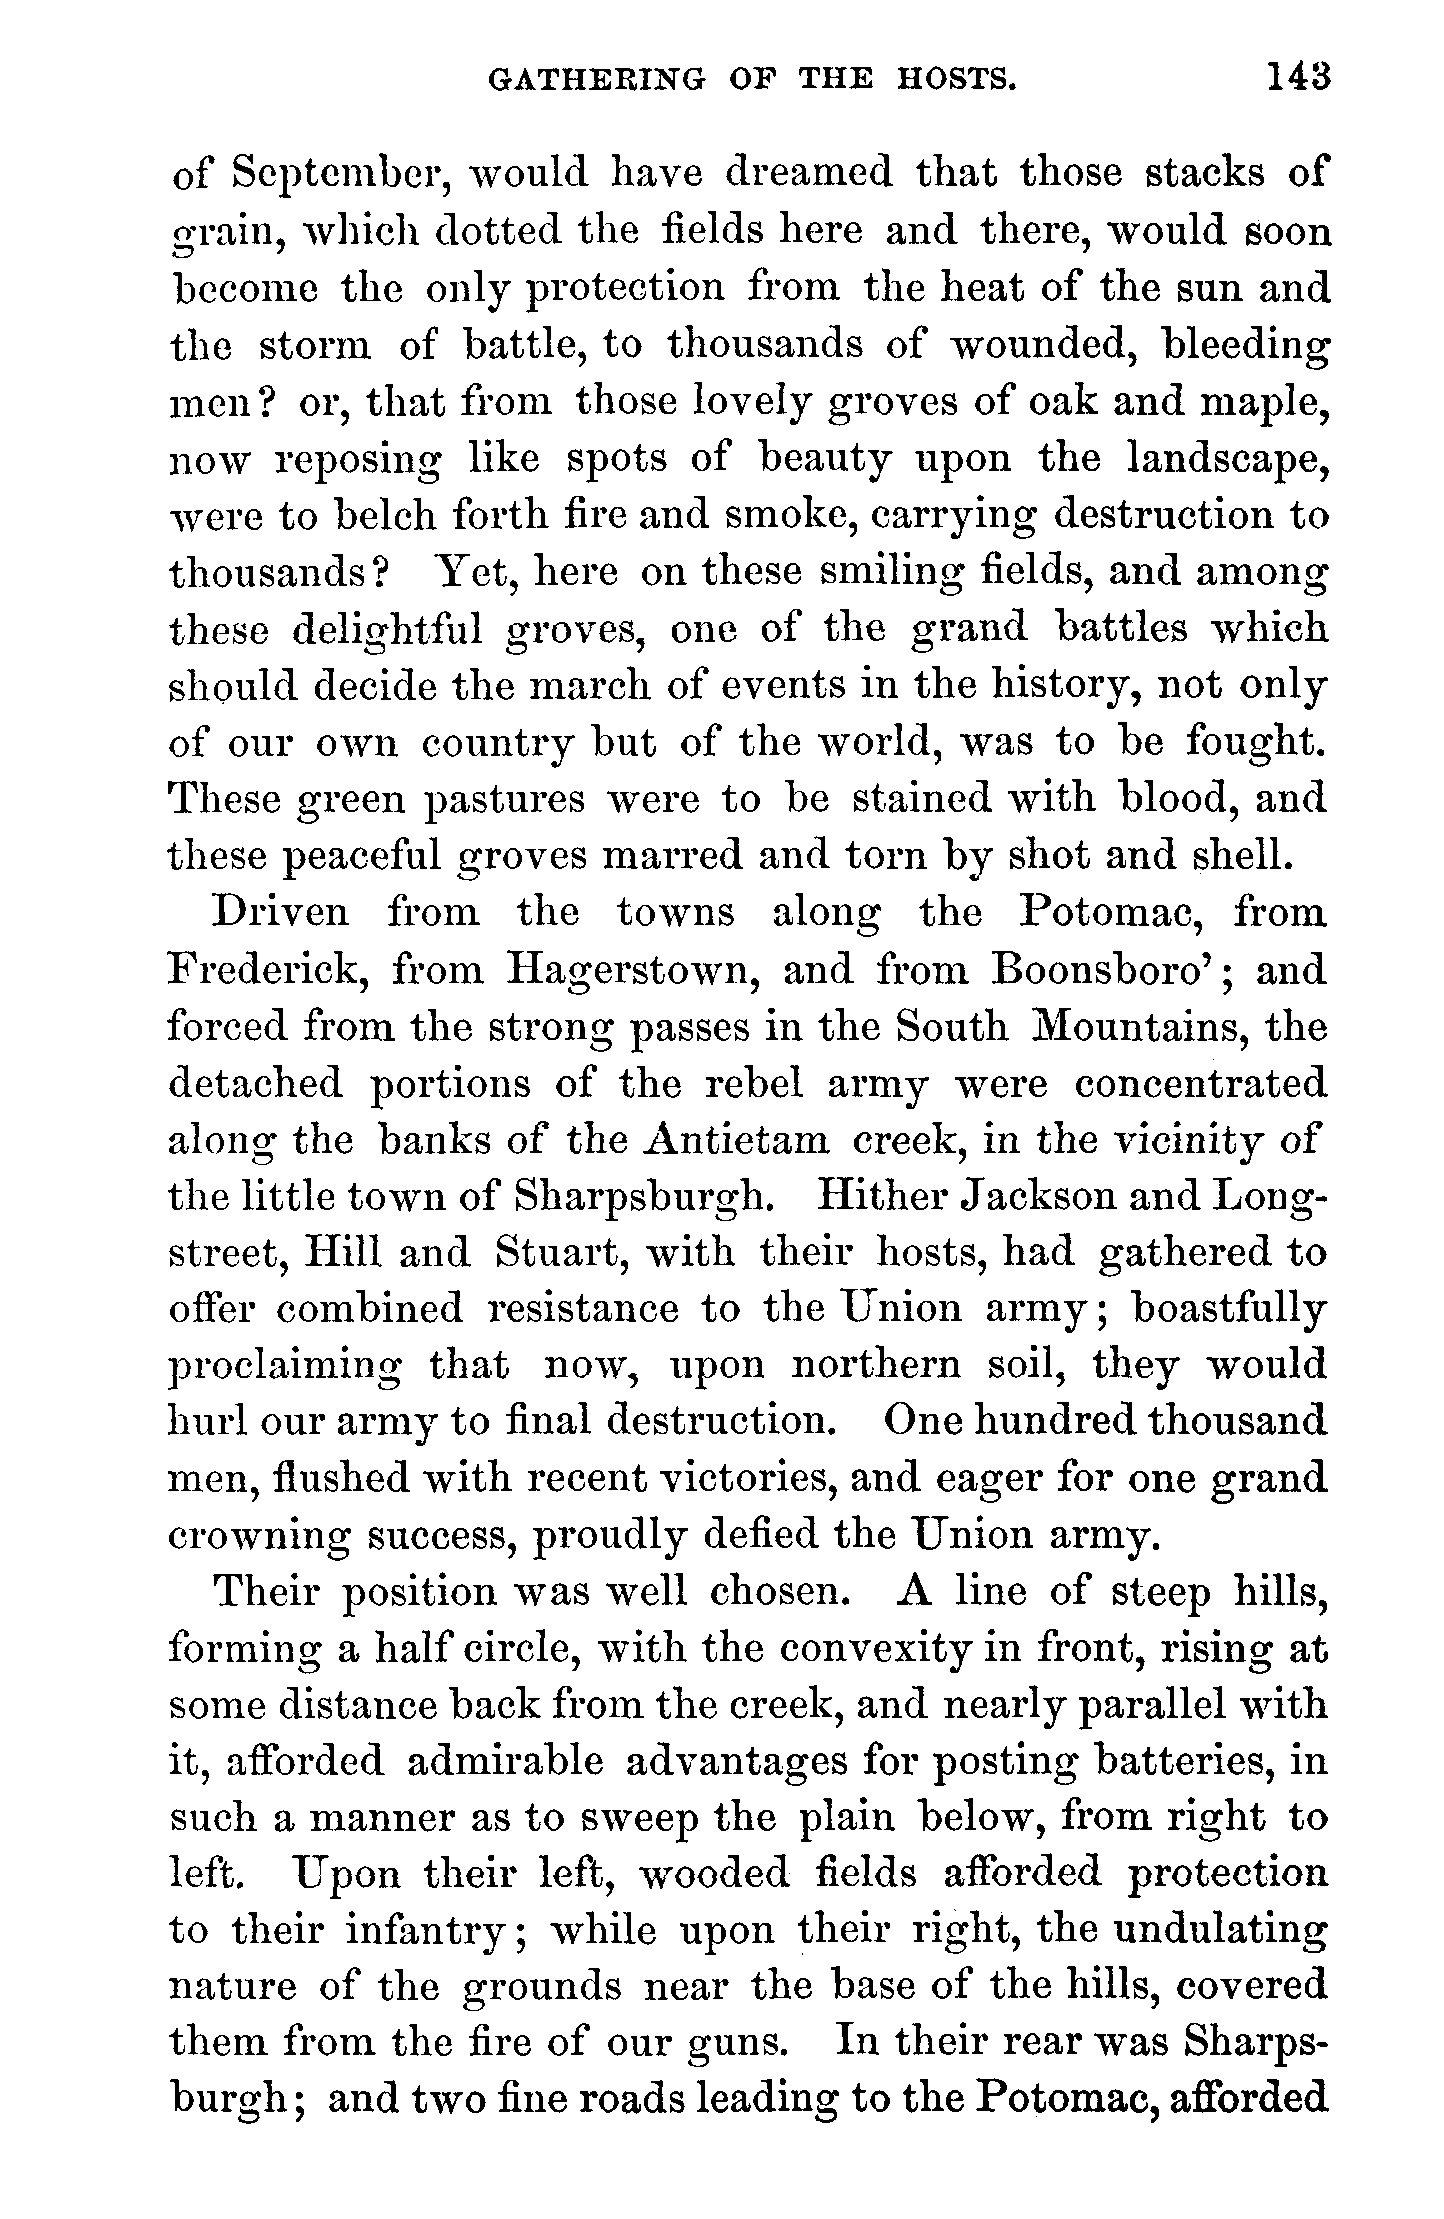 GATHERING OF THE HOSTS. 143
of September, would have dreamed that those stacks of
grain, which dotted the fields here and there, would soon
become the only protection from the heat of the sun and
the storm of battle, to thousands of wounded, bleeding
men? or, that from those lovely groves of oak and maple,
now reposing like spots of beauty upon the landscape,
were to belch forth fire and smoke, carrying destruction to
thousands? Yet, here on these smiling fields, and among
these delightful groves, one of the grand battles which
should decide the march of events in the history, not only
of our own country but of the world, was to be fought.
These green pastures were to be stained with blood, and
these peaceful groves marred and torn by shot and shell.
Driven from the towns along the Potomac, from
Frederick, from Hagerstown, and from Boonsboro'; and
forced from the strong passes in the South Mountains, the
detached portions of the rebel army were concentrated
along the banks of the Antietam creek, in the vicinity of
the little town of Sharpsburgh. Hither Jackson and Long-
street, Hill and Stuart, with their hosts, had gathered to
offer combined resistance to the Union army; boastfully
proclaiming that now, upon northern soil, they would
hurl our army to final destruction. One hundred thousand
men, flushed with recent victories, and eager for one grand
crowning success, proudly defied the Union army.
Their position was well chosen. A line of steep hills,
forming a half circle, with the convexity in front, rising at
some distance back from the creek, and nearly parallel with
it, afforded admirable advantages for posting batteries, in
such a manner as to sweep the plain below, from right to
left. Upon their left, wooded fields afforded protection
to their infantry; while upon their right, the undulating
nature of the grounds near the base of the hills, covered
them from the fire of our guns. In their rear was Sharps-
burgh; and two fine roads leading to the Potomac, afforded